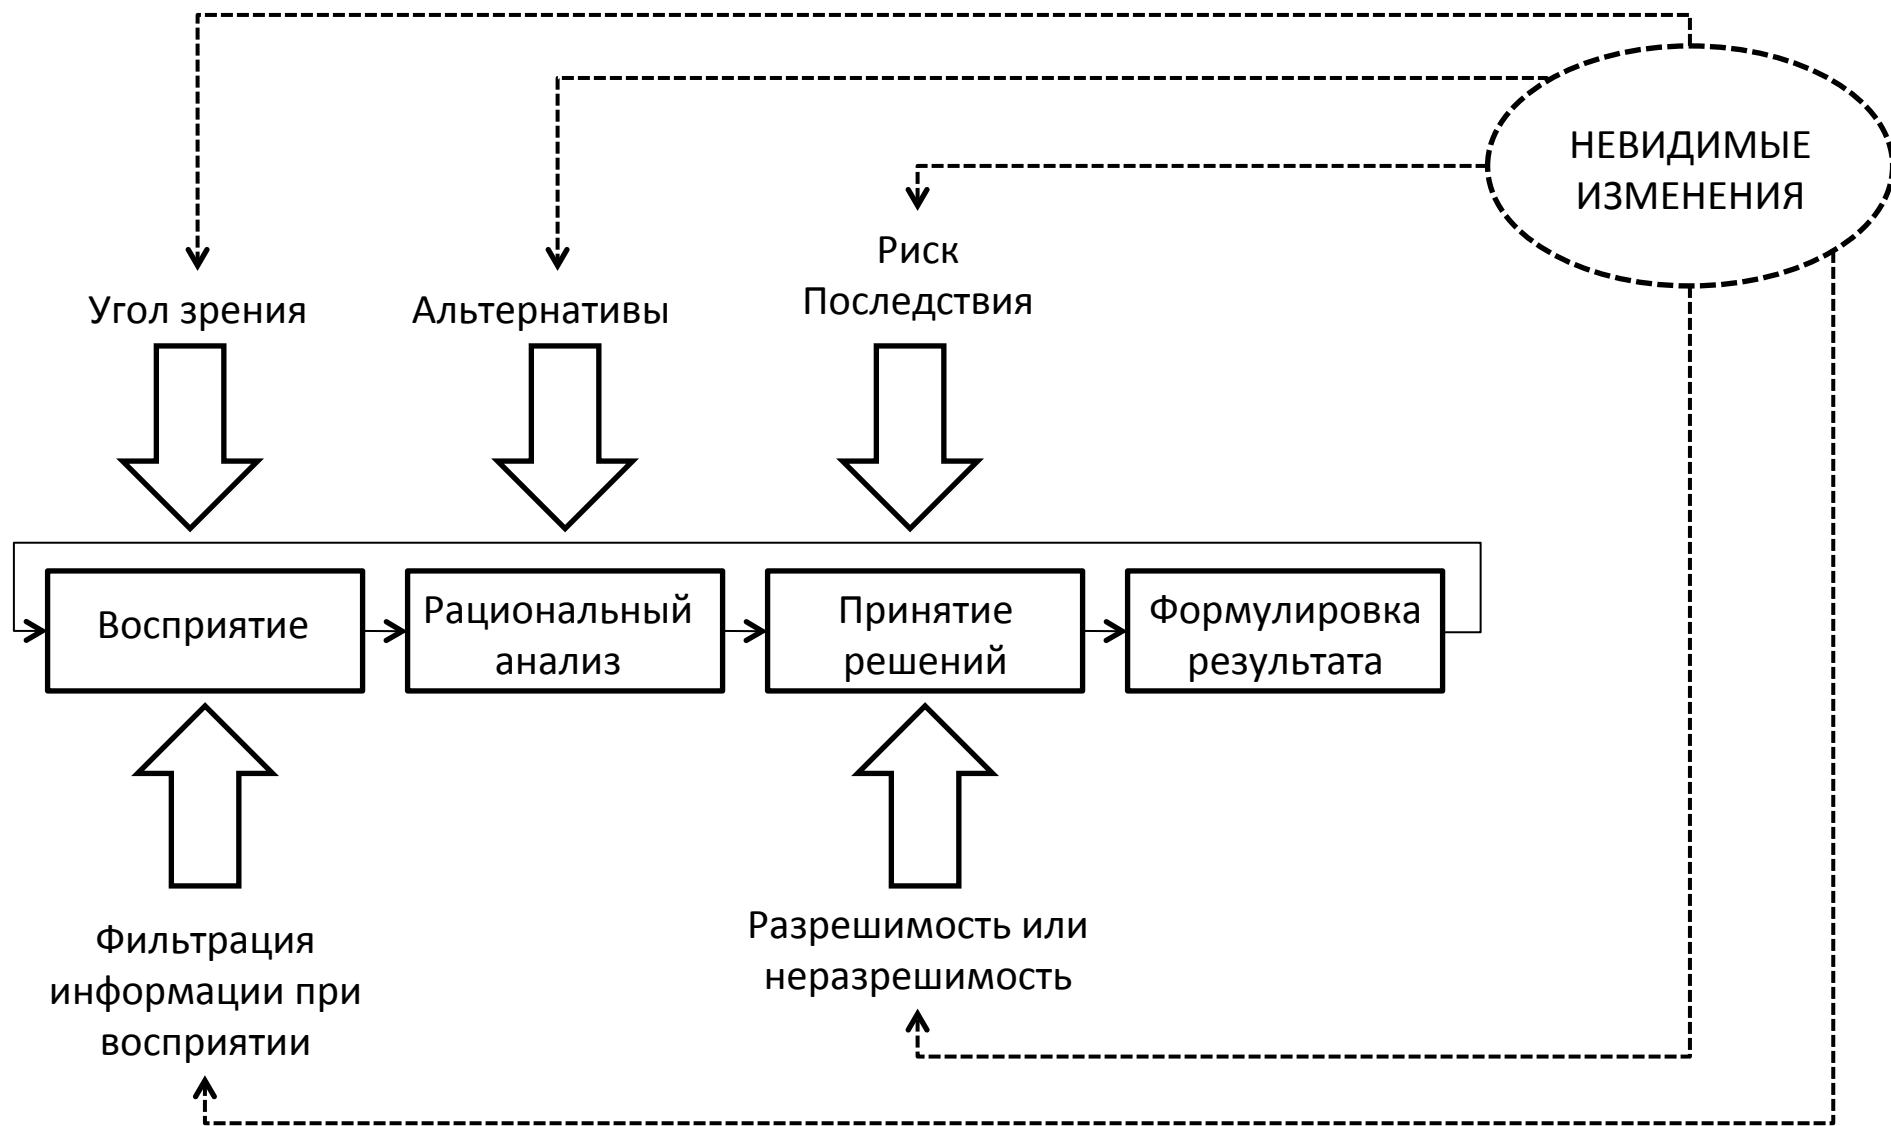 НЕВИДИМЫЕ
ИЗМЕНЕНИЯ
Угол зрения
Альтернативы
Риск
Последствия
Восприятие
Рациональный
анализ
Принятие
решений
Формулировка
результата
Фильтрация
информации при
восприятии
Разрешимость или
неразрешимость